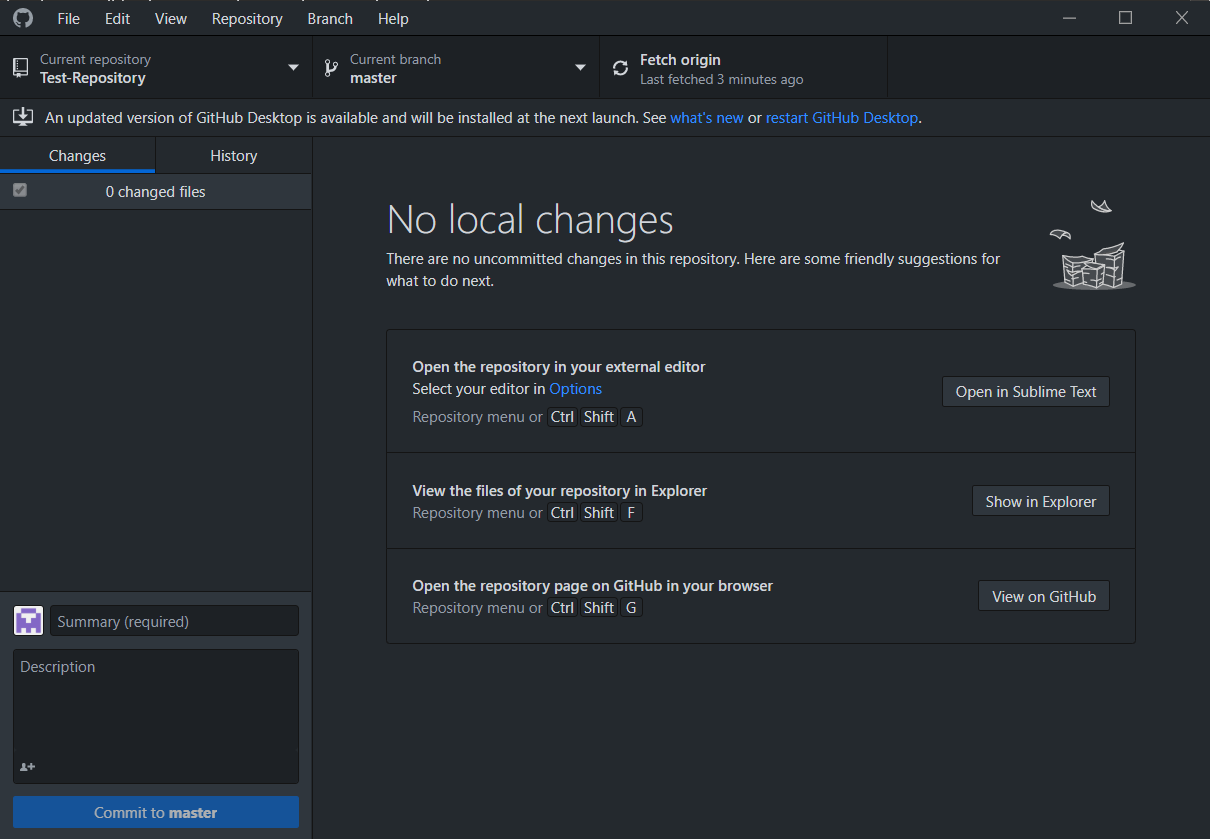 File Edit View Repository Branch Help
Current repository
Test-Repository
Current branch
master
Fetch origin
Last fetched 3 minutes ago
An updated version of GitHub Desktop is available and will be installed at the next launch. See what's new or restart GitHub Desktop.
Changes
History
0 changed files
No local changes
There are no uncommitted changes in this repository. Here are some friendly suggestions for
what to do next.
Open the repository in your external editor
Select your editor in Options
Repository menu or Ctrl Shift A
Open in Sublime Text
View the files of your repository in Explorer
Repository menu or Ctrl Shift F
Show in Explorer
Open the repository page on GitHub in your browser
Repository menu or Ctrl Shift G
View on GitHub
Summary (required)
Description
Commit to master